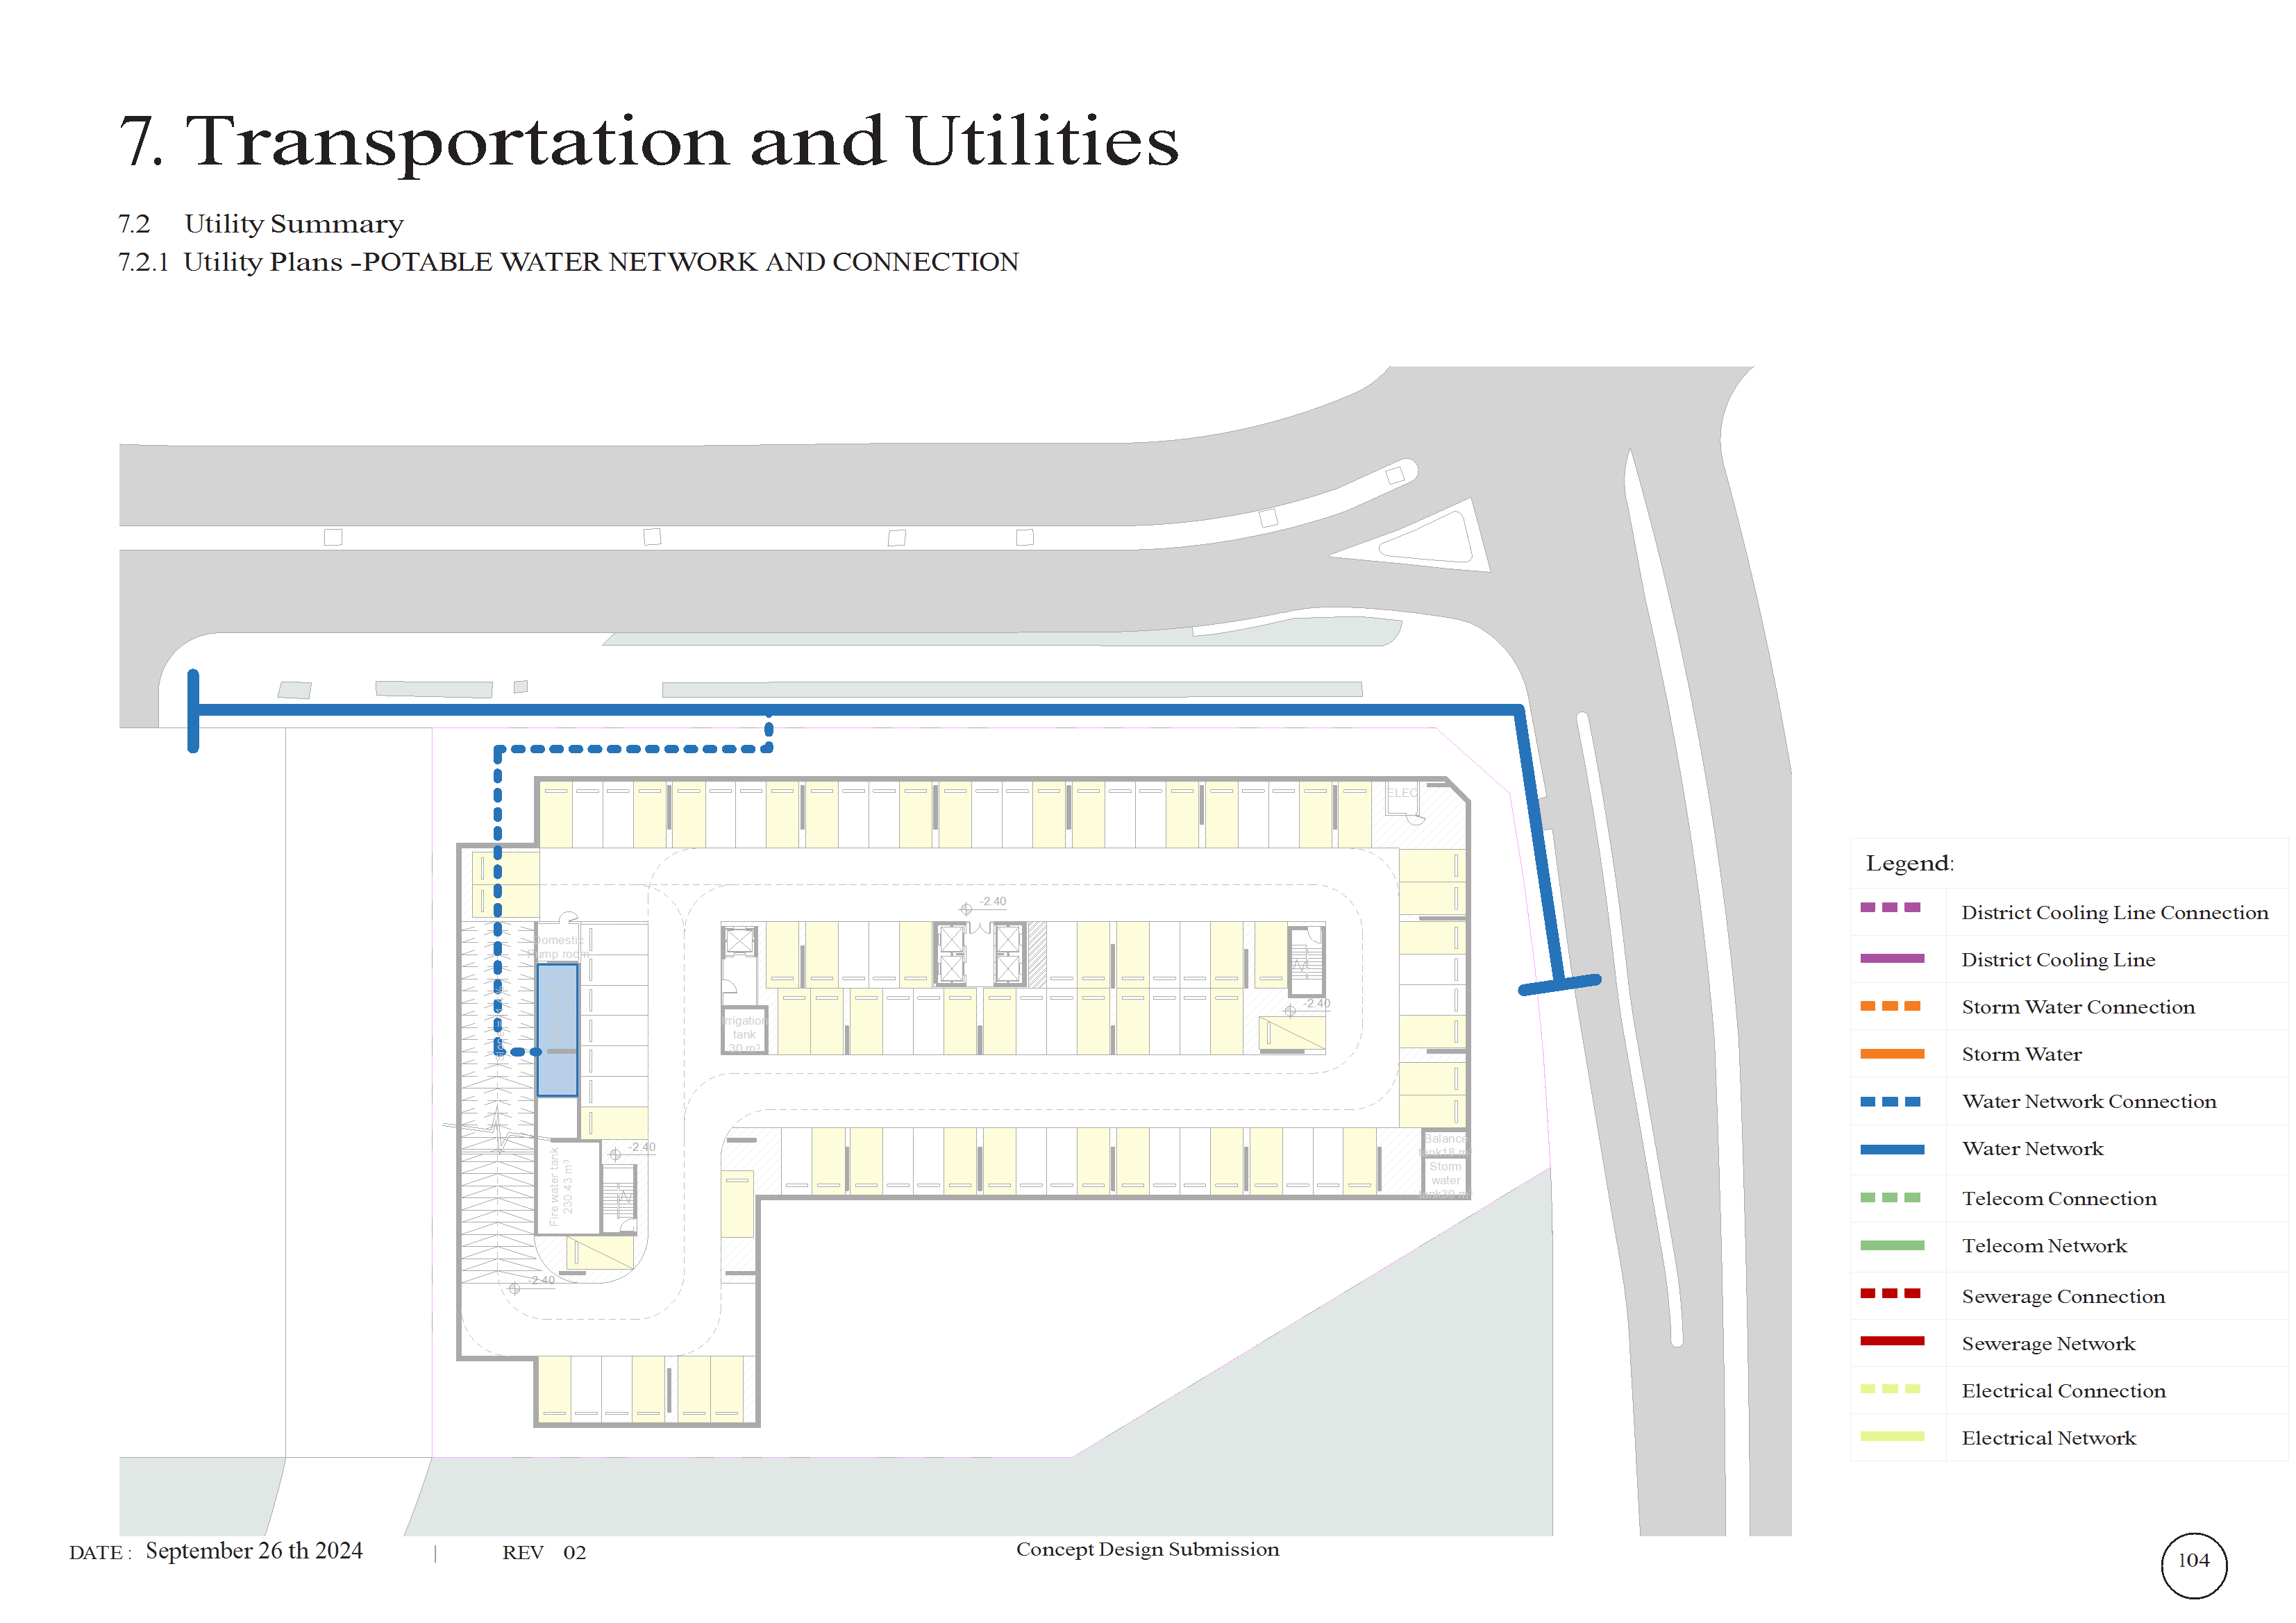 7. Transportation and Utilities
7.2 Utility Summary
7.2.1 Utility Plans -POTABLE WATER NETWORK AND CONNECTION
ELEC
-2.40
Domestic
Pump room
-2.40
Irrigation
tank
30 m³
-2.40
Balance
tank18 m³
Storm
water
tank20 m³
Fire water tank
230.43 m³
-2.40
Legend:
District Cooling Line Connection
District Cooling Line
Storm Water Connection
Storm Water
Water Network Connection
Water Network
Telecom Connection
Telecom Network
Sewerage Connection
Sewerage Network
Electrical Connection
Electrical Network
DATE : September 26 th 2024 | REV 02
Concept Design Submission
104